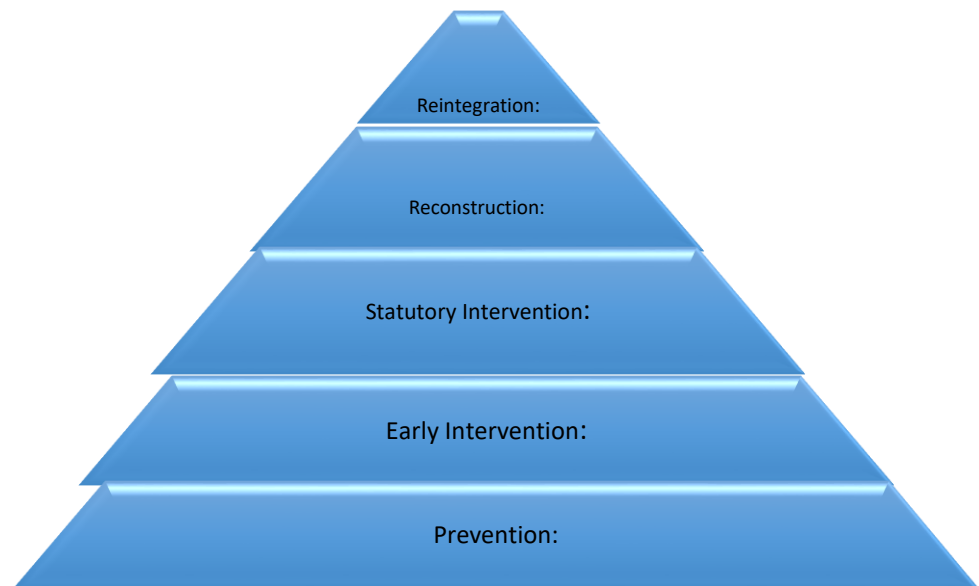 Reintegration:
Reconstruction:
Statutory Intervention:
Early Intervention:
Prevention: